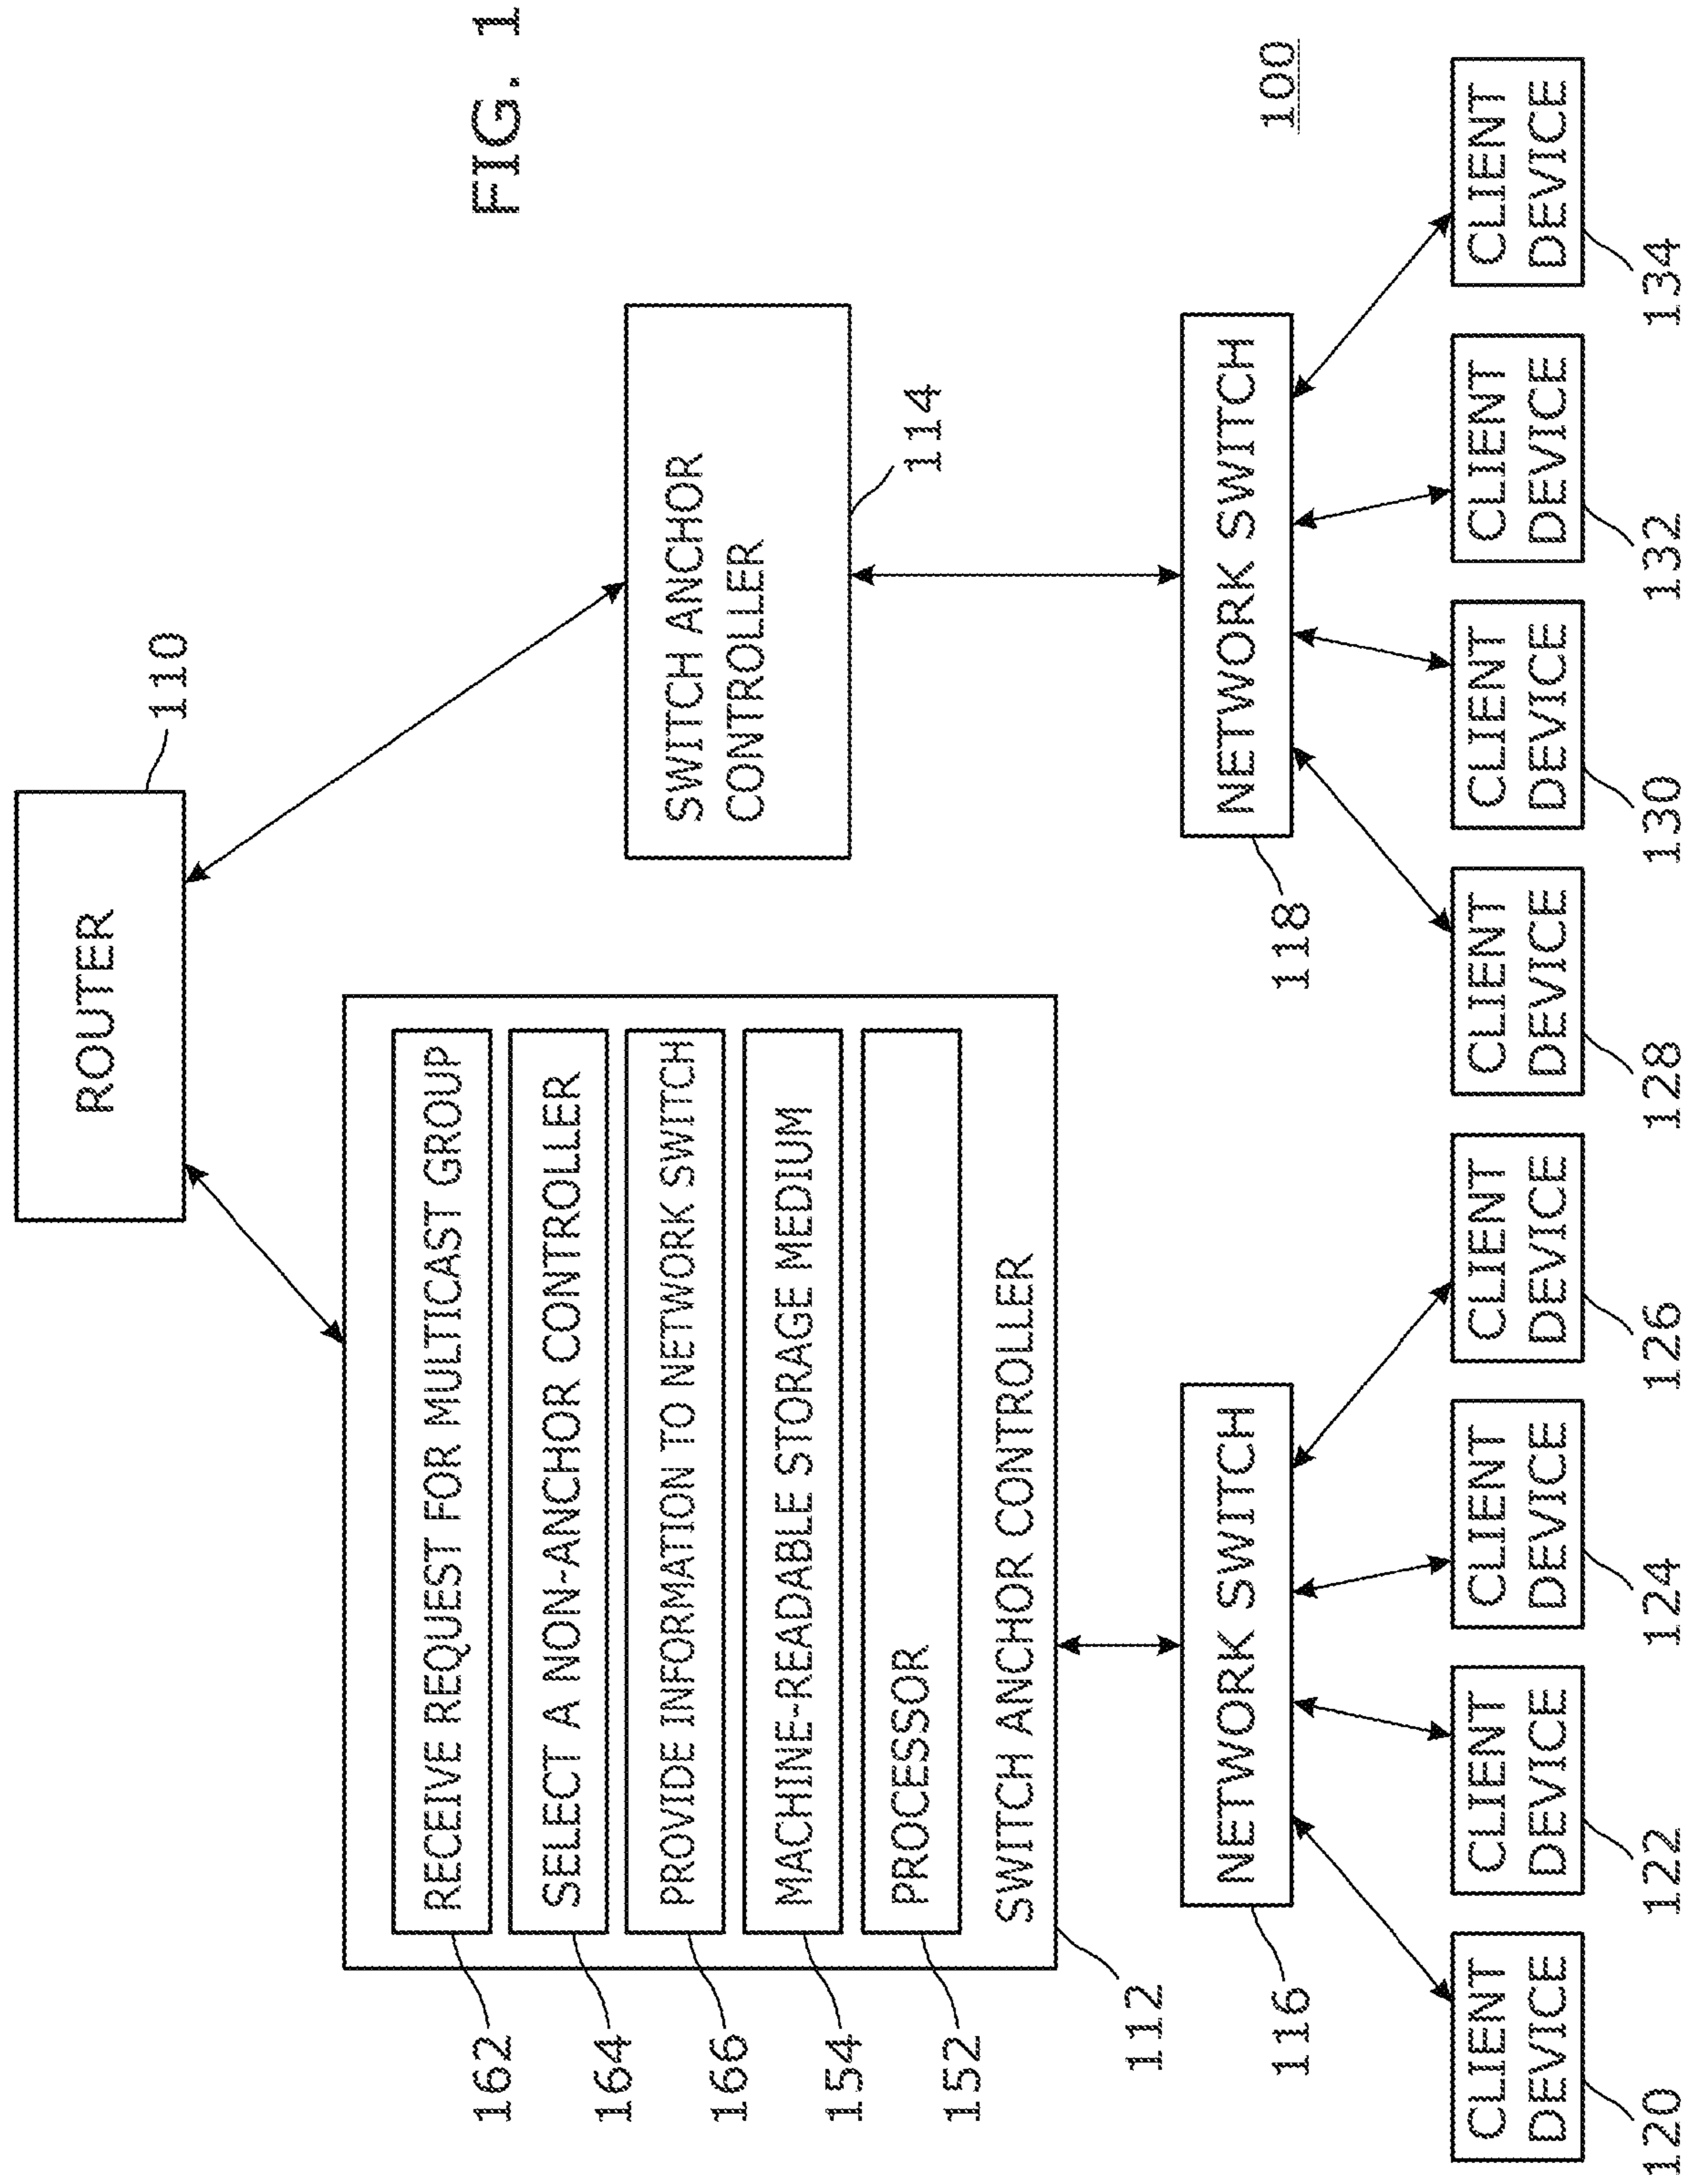 ROUTER
110
RECEIVE REQUEST FOR MULTICAST GROUP
162
SELECT A NON-ANCHOR CONTROLLER
164
PROVIDE INFORMATION TO NETWORK SWITCH
166
MACHINE-READABLE STORAGE MEDIUM
154
PROCESSOR
152
SWITCH ANCHOR CONTROLLER
112
SWITCH ANCHOR
CONTROLLER
114
FIG. 1
NETWORK SWITCH
116
NETWORK SWITCH
118
100
CLIENT
DEVICE
120
CLIENT
DEVICE
122
CLIENT
DEVICE
124
CLIENT
DEVICE
126
CLIENT
DEVICE
128
CLIENT
DEVICE
130
CLIENT
DEVICE
132
CLIENT
DEVICE
134